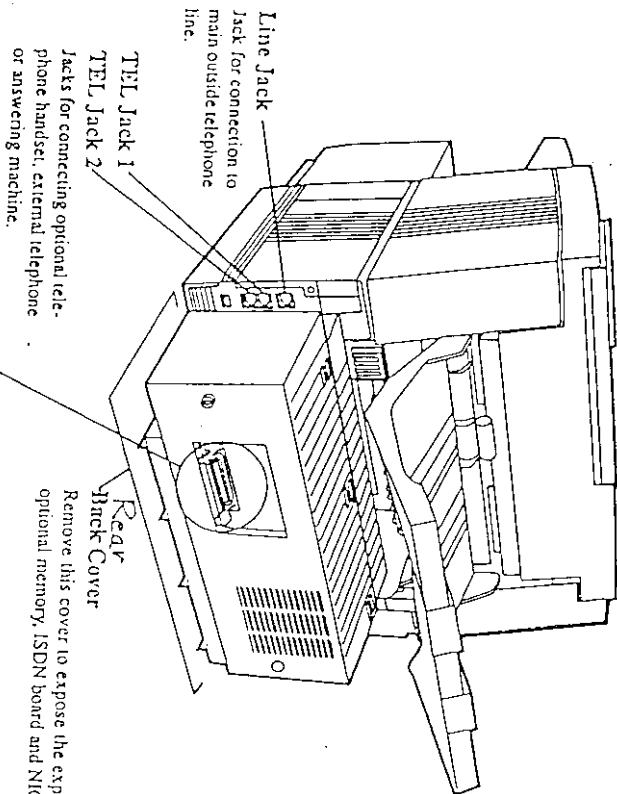 Line Jack
Jack for connection to
main outside telephone
line.
TEL Jack 1
TEL Jack 2
Jacks for connecting optional tele-
phone handset, external telephone
or answering machine.
Rear
Back Cover
Remove this cover to expose the exp
optional memory, ISDN board and NIC